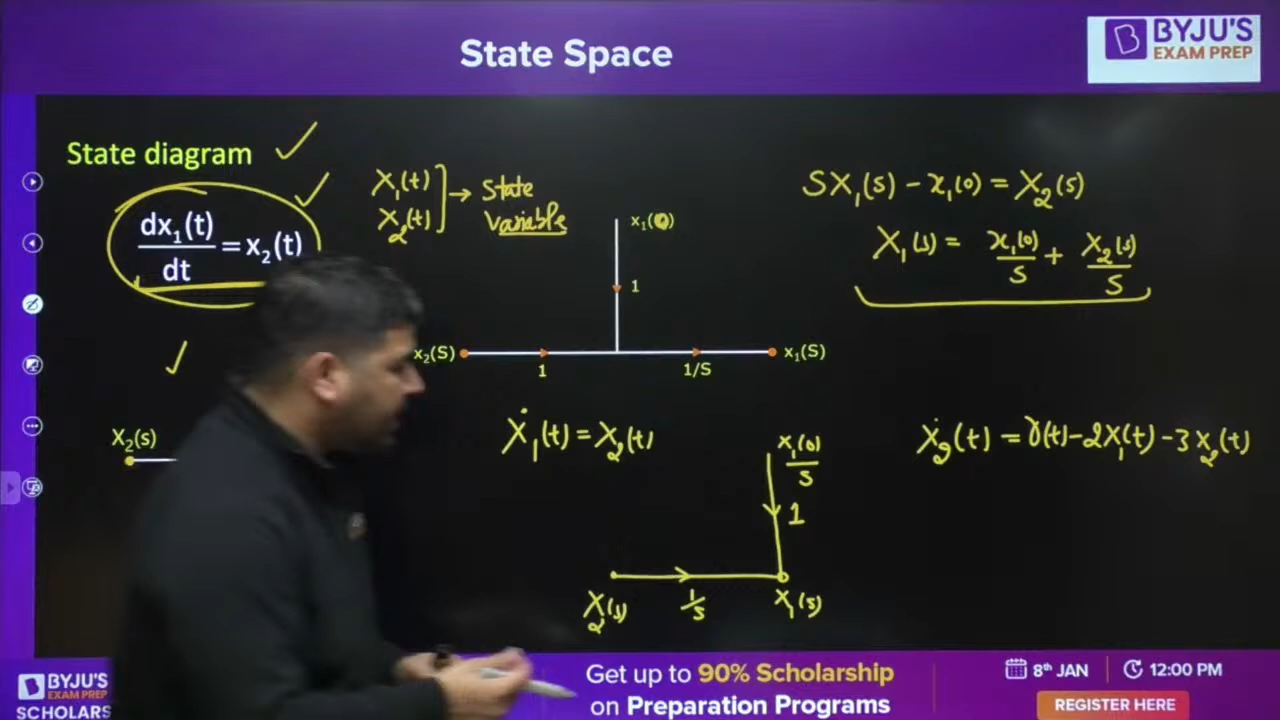 State Space
BYJU'S
EXAM PREP
State diagram
dx₁(t)
dt
= x₂(t)
X₁(t)
X₂(t)
→ State
Variable
x₁(0)
1
x₂(S)
1
1/S
x₁(S)
SX₁(s) - x₁(0) = X₂(s)
X₁(s) = x₁(0)/S + X₂(s)/S
Ẋ₁(t) = X₂(t)
Ẋ₂(t) = r(t) - 2X₁(t) - 3X₂(t)
X₂(s)
x₁(0)/S
1
X₂(s)
1/s
X₁(s)
BYJU'S
EXAM PREP
SCHOLARS
Get up to 90% Scholarship
on Preparation Programs
8th JAN
12:00 PM
REGISTER HERE